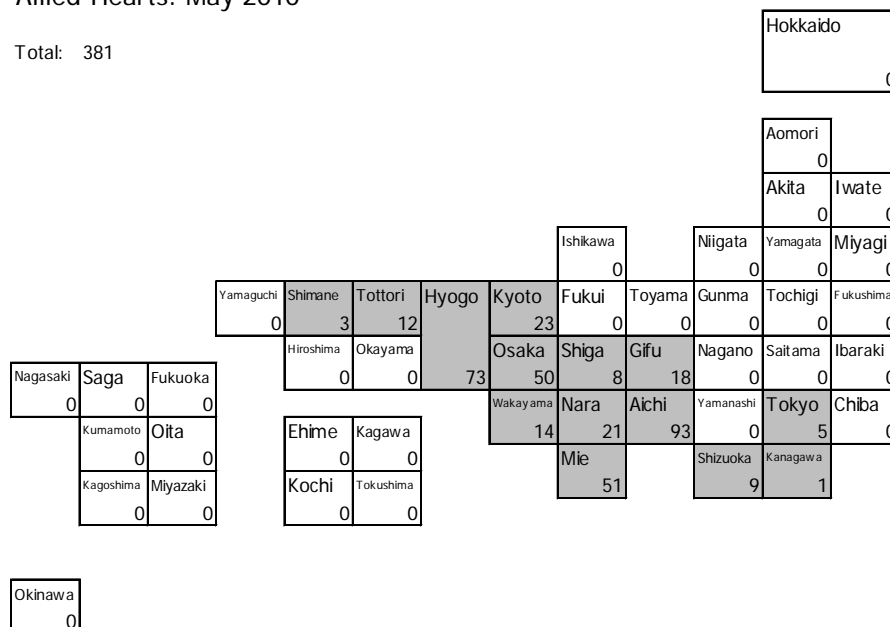 Allied Hearts: May 2010
Hokkaido
Total: 381
0
Aomori
0
Akita Iwate
0 0
Ishikawa Niigata Yamagata Miyagi
0 0 0 0
Yamaguchi Shimane Tottori Hyogo Kyoto Fukui Toyama Gunma Tochigi Fukushima
0 3 12 23 0 0 0 0 0
Hiroshima Okayama Osaka Shiga Gifu Nagano Saitama Ibaraki
0 0 73 50 8 18 0 0 0
Nagasaki Saga Fukuoka
0 0 0
Wakayama Nara Aichi Yamanashi Tokyo Chiba
14 21 93 0 5 0
Kumamoto Oita Ehime Kagawa
0 0 0 0
Mie Shizuoka Kanagawa
51 9 1
Kagoshima Miyazaki Kochi Tokushima
0 0 0 0
Okinawa
0